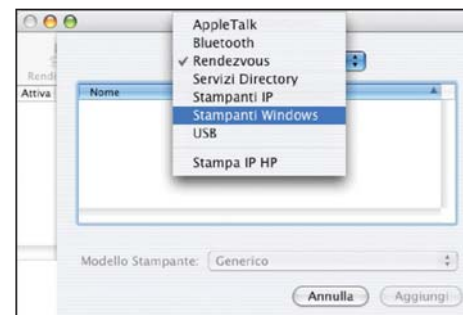 AppleTalk
Bluetooth
✓ Rendezvous
Servizi Directory
Stampanti IP
Stampanti Windows
USB
Stampa IP HP
Attiva
Nome
Modello Stampante: Generico
Annulla Aggiungi